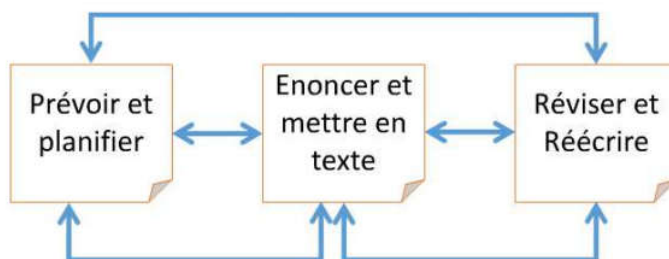 Prévoir et
planifier
Enoncer et
mettre en
texte
Réviser et
Réécrire